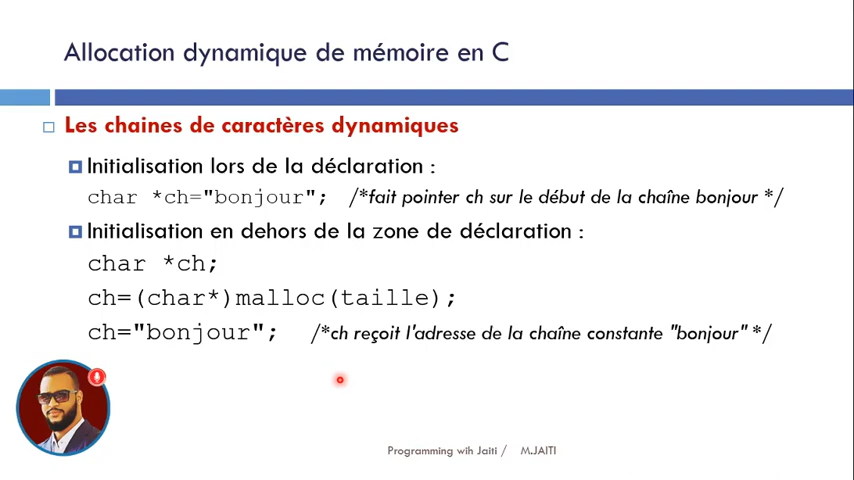 Allocation dynamique de mémoire en C
Les chaines de caractères dynamiques
Initialisation lors de la déclaration :
char *ch="bonjour"; /*fait pointer ch sur le début de la chaîne bonjour */
Initialisation en dehors de la zone de déclaration :
char *ch;
ch=(char*)malloc(taille);
ch="bonjour"; /*ch reçoit l'adresse de la chaîne constante "bonjour" */
Programming wih Jaiti / M.JAITI